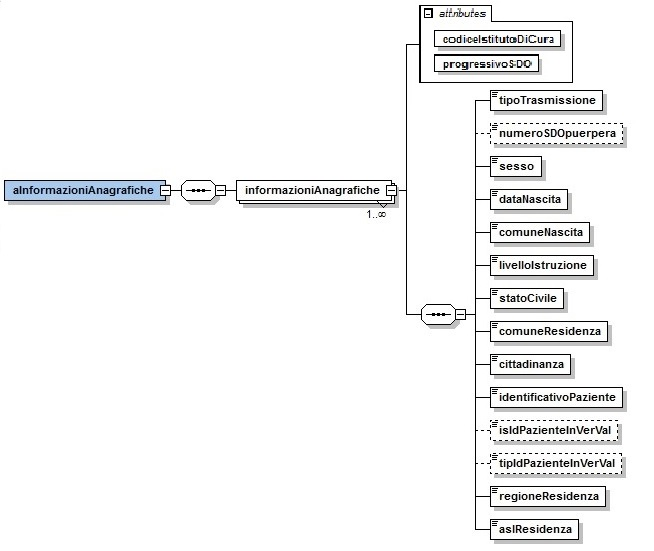 attributes
codiceIstitutoDiCura
progressivoSDO
tipoTrasmissione
numeroSDOpuerpera
sesso
aInformazioniAnagrafiche
informazioniAnagrafiche
1..∞
dataNascita
comuneNascita
livelloIstruzione
statoCivile
comuneResidenza
cittadinanza
identificativoPaziente
isIdPazienteInVerVal
tipIdPazienteInVerVal
regioneResidenza
aslResidenza